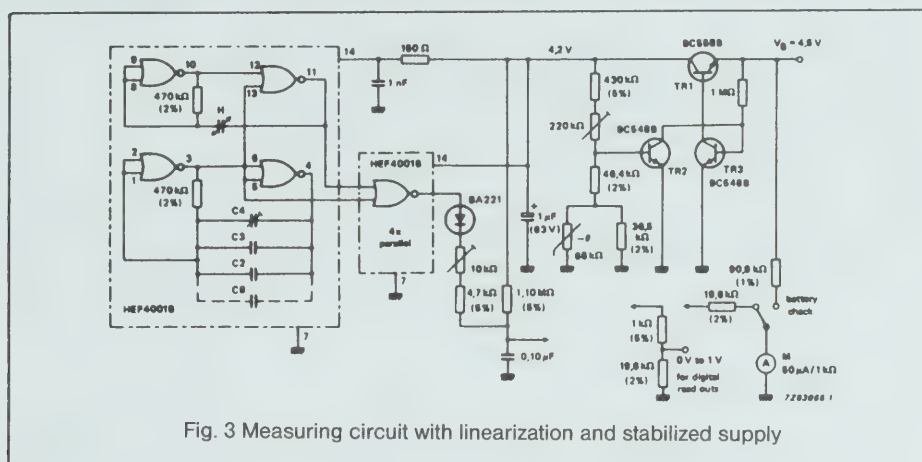 14
160 Ω
4,2 V
BC558B
VB = 4,5 V
9
8
10
12
13
11
1 nF
TR1
1 MΩ
470 kΩ
(2%)
H
430 kΩ
(5%)
220 kΩ
BC548B
TR2
TR3
BC548B
2
1
3
6
5
4
HEF4001B
14
470 kΩ
(2%)
46,4 kΩ
(2%)
BA221
4x
parallel
1 µF
(63 V)
-θ
68 kΩ
36,5
kΩ
(2%)
C4
C3
C2
C6
10 kΩ
7
90,9 kΩ
(1%)
4,7 kΩ
(5%)
1,10 MΩ
(5%)
19,6 kΩ
(2%)
battery
check
HEF4001B
1 kΩ
(5%)
7
0 V to 1 V
M
50 µA/1 kΩ
0,10 µF
19,6 kΩ
(2%)
for digital
read outs
A
7Z83066 1
Fig. 3 Measuring circuit with linearization and stabilized supply